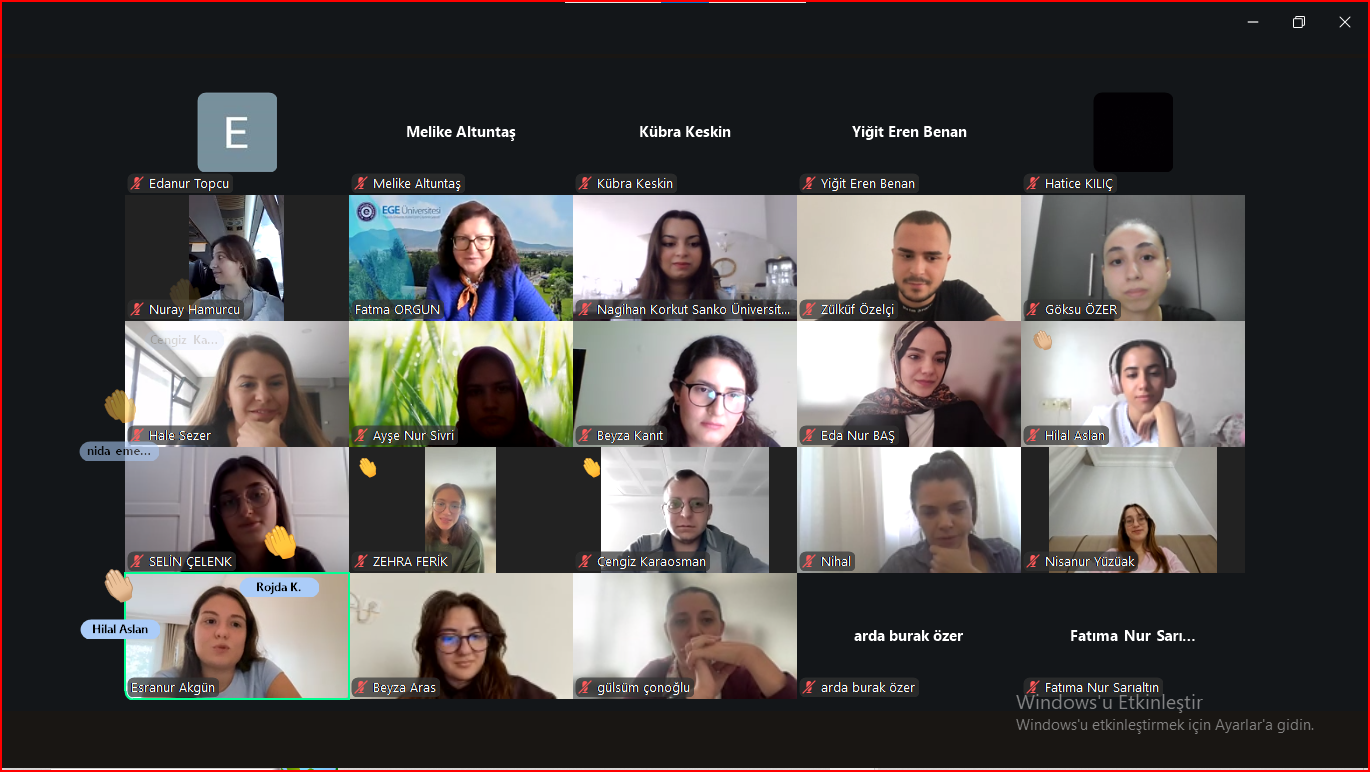 E
Melike Altuntaş
Kübra Keskin
Yiğit Eren Benan
Edanur Topcu
Melike Altuntaş
Kübra Keskin
Yiğit Eren Benan
Hatice KILIÇ
EGE Üniversitesi
Nuray Hamurcu
Fatma ORGUN
Nagihan Korkut Sanko Üniversit...
Zülküf Özelçi
Göksu ÖZER
Cengiz Ka...
Hale Sezer
Ayşe Nur Sivri
Beyza Kanıt
Eda Nur BAŞ
Hilal Aslan
nida eme...
SELİN ÇELENK
ZEHRA FERİK
Cengiz Karaosman
Nihal
Nisanur Yüzüak
Rojda K.
Hilal Aslan
arda burak özer
Fatıma Nur Sarı...
Esranur Akgün
Beyza Aras
gülsüm çonoğlu
arda burak özer
Fatıma Nur Sarıaltın
Windows'u Etkinleştir
Windows'u etkinleştirmek için Ayarlar'a gidin.